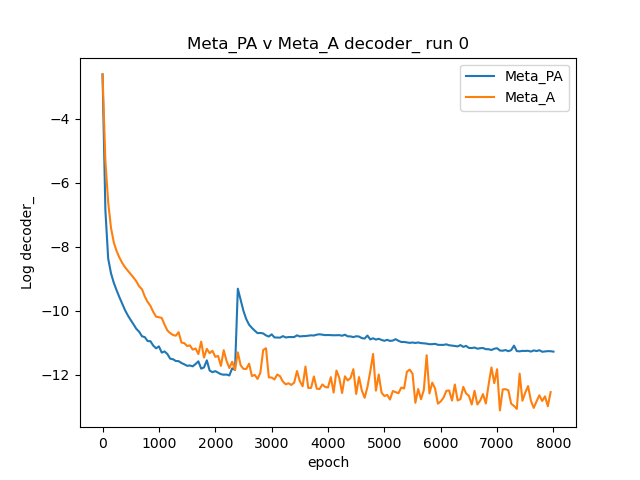 Meta_PA v Meta_A decoder_ run 0
Meta_PA
Meta_A
Log decoder_
−4
−6
−8
−10
−12
0 1000 2000 3000 4000 5000 6000 7000 8000
epoch